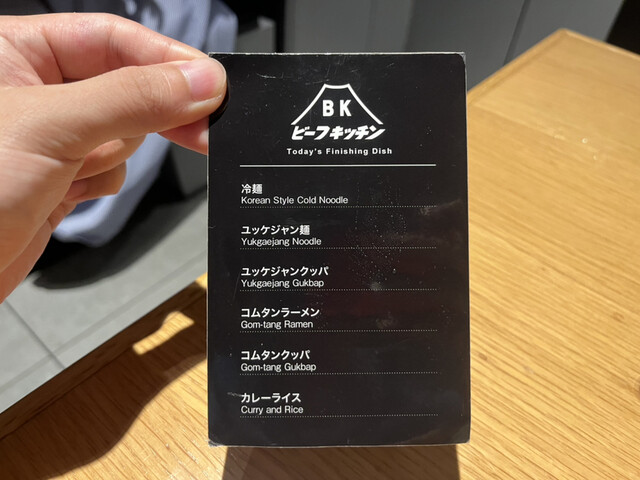 BK
ビーフキッチン
Today's Finishing Dish
冷麺
Korean Style Cold Noodle
ユッケジャン麺
Yukgaejang Noodle
ユッケジャンクッパ
Yukgaejang Gukbap
コムタンラーメン
Gom-tang Ramen
コムタンクッパ
Gom-tang Gukbap
カレーライス
Curry and Rice